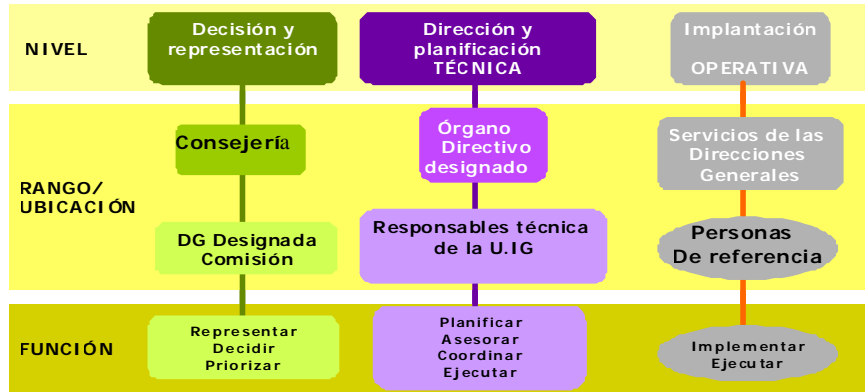 NIVEL
Decisión y
representación
Dirección y
planificación
TÉCNICA
Implantación
OPERATIVA
RANGO/
UBICACIÓN
Consejería
Órgano
Directivo
designado
Servicios de las
Direcciones
Generales
DG Designada
Comisión
Responsables técnica
de la U.IG
Personas
De referencia
FUNCIÓN
Representar
Decidir
Priorizar
Planificar
Asesorar
Coordinar
Ejecutar
Implementar
Ejecutar